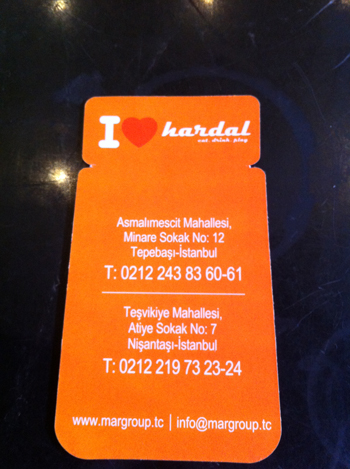 I ❤ hardal
eat. drink. play
Asmalımescit Mahallesi,
Minare Sokak No: 12
Tepebaşı-İstanbul
T: 0212 243 83 60-61
Teşvikiye Mahallesi,
Atiye Sokak No: 7
Nişantaşı-İstanbul
T: 0212 219 73 23-24
www.margroup.tc | info@margroup.tc